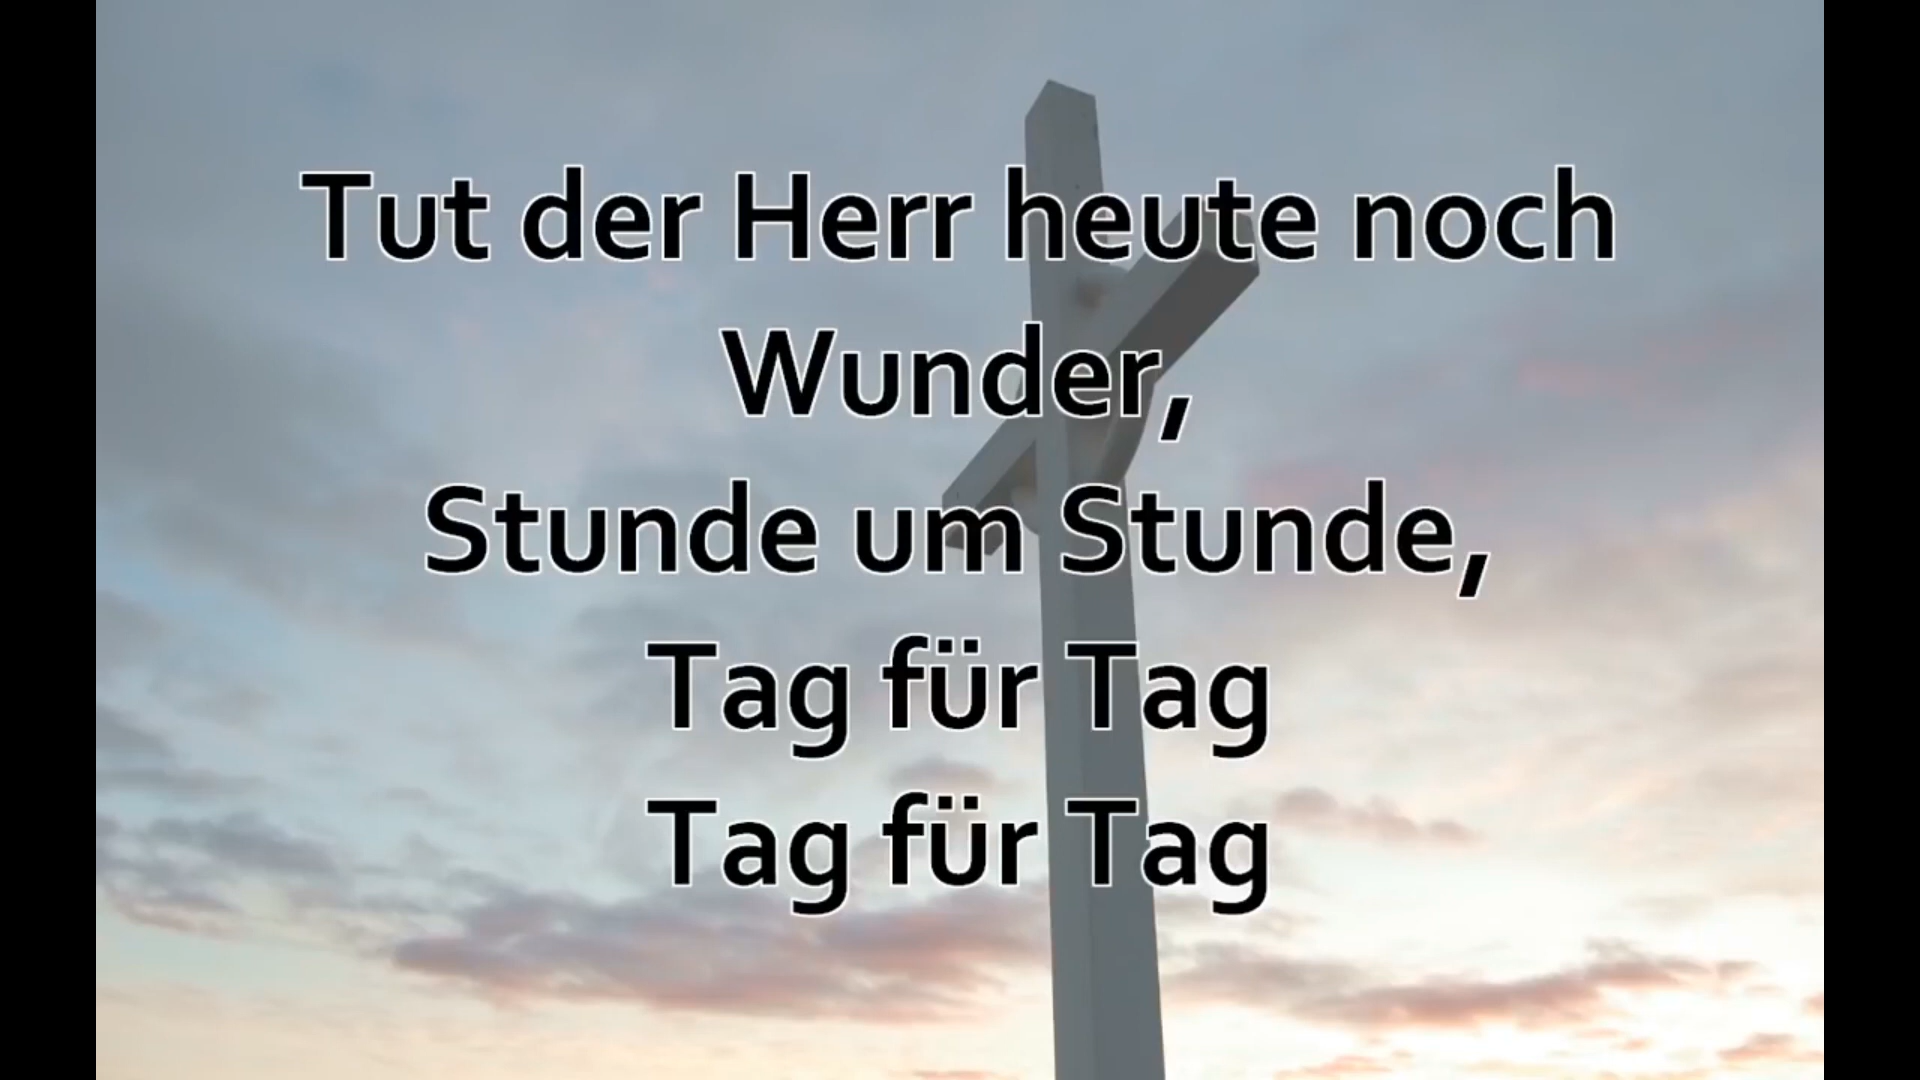 Tut der Herr heute noch
Wunder,
Stunde um Stunde,
Tag für Tag
Tag für Tag